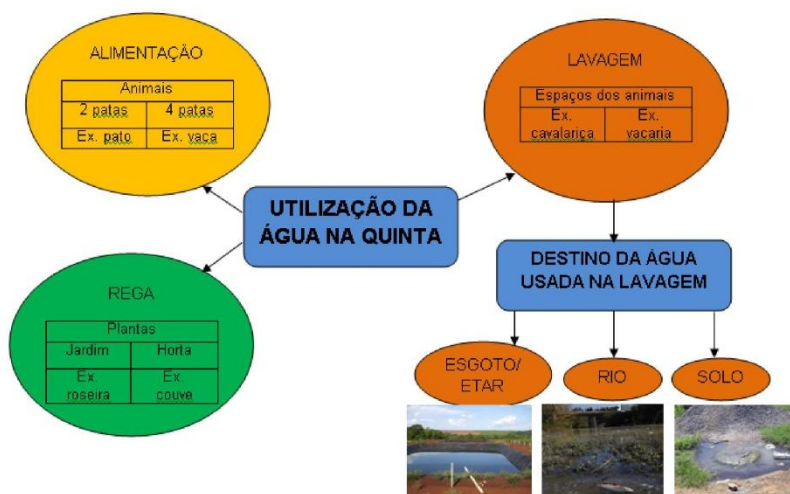 ALIMENTAÇÃO
Animais
2 patas 4 patas
Ex. pato Ex. vaca
LAVAGEM
Espaços dos animais
Ex. Ex.
cavalariça vacaria
UTILIZAÇÃO DA
ÁGUA NA QUINTA
REGA
Plantas
Jardim Horta
Ex. Ex.
roseira couve
DESTINO DA ÁGUA
USADA NA LAVAGEM
ESGOTO/
ETAR
RIO
SOLO